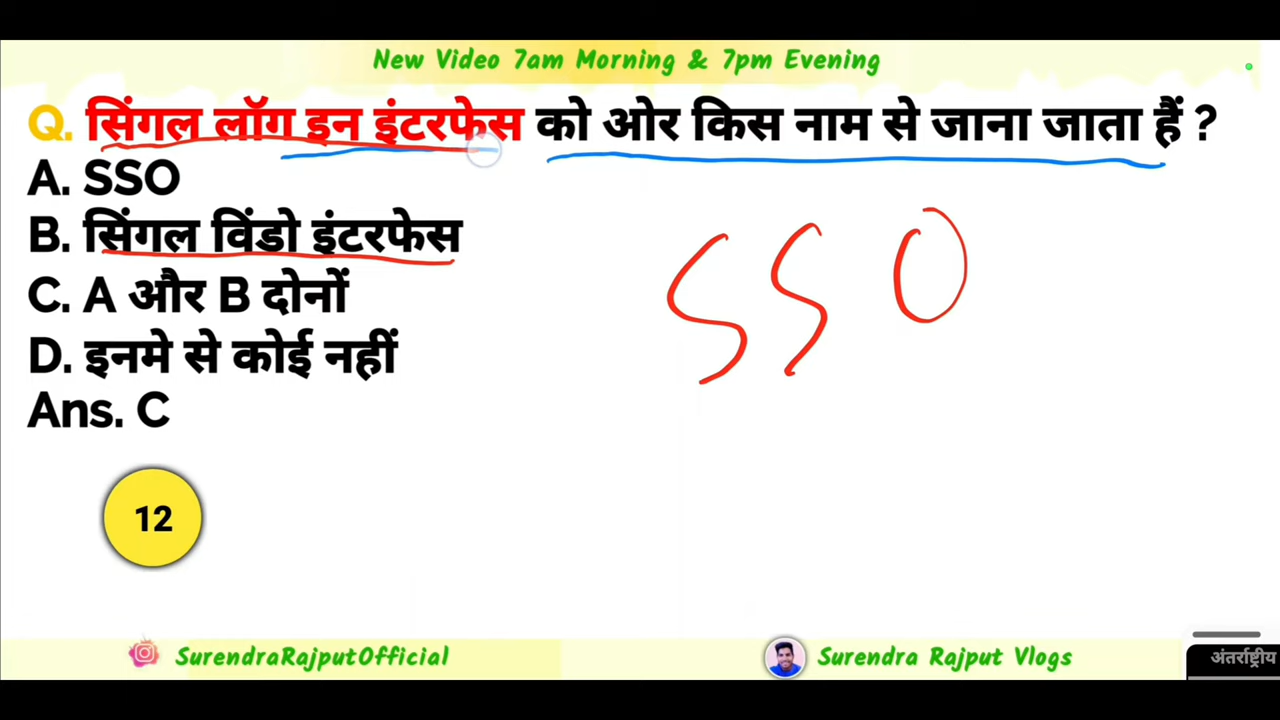 New Video 7am Morning & 7pm Evening
Q. सिंगल लॉग इन इंटरफेस को ओर किस नाम से जाना जाता हैं ?
A. SSO
B. सिंगल विंडो इंटरफेस
C. A और B दोनों
D. इनमे से कोई नहीं
Ans. C
SSO
12
SurendraRajputOfficial
Surendra Rajput Vlogs
अंतर्राष्ट्रीय